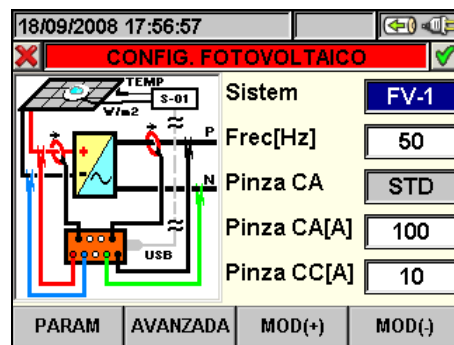 18/09/2008 17:56:57
CONFIG. FOTOVOLTAICO
TEMP
S-01
W/m2
P
N
USB
Sistem FV-1
Frec[Hz] 50
Pinza CA STD
Pinza CA[A] 100
Pinza CC[A] 10
PARAM AVANZADA MOD(+) MOD(-)